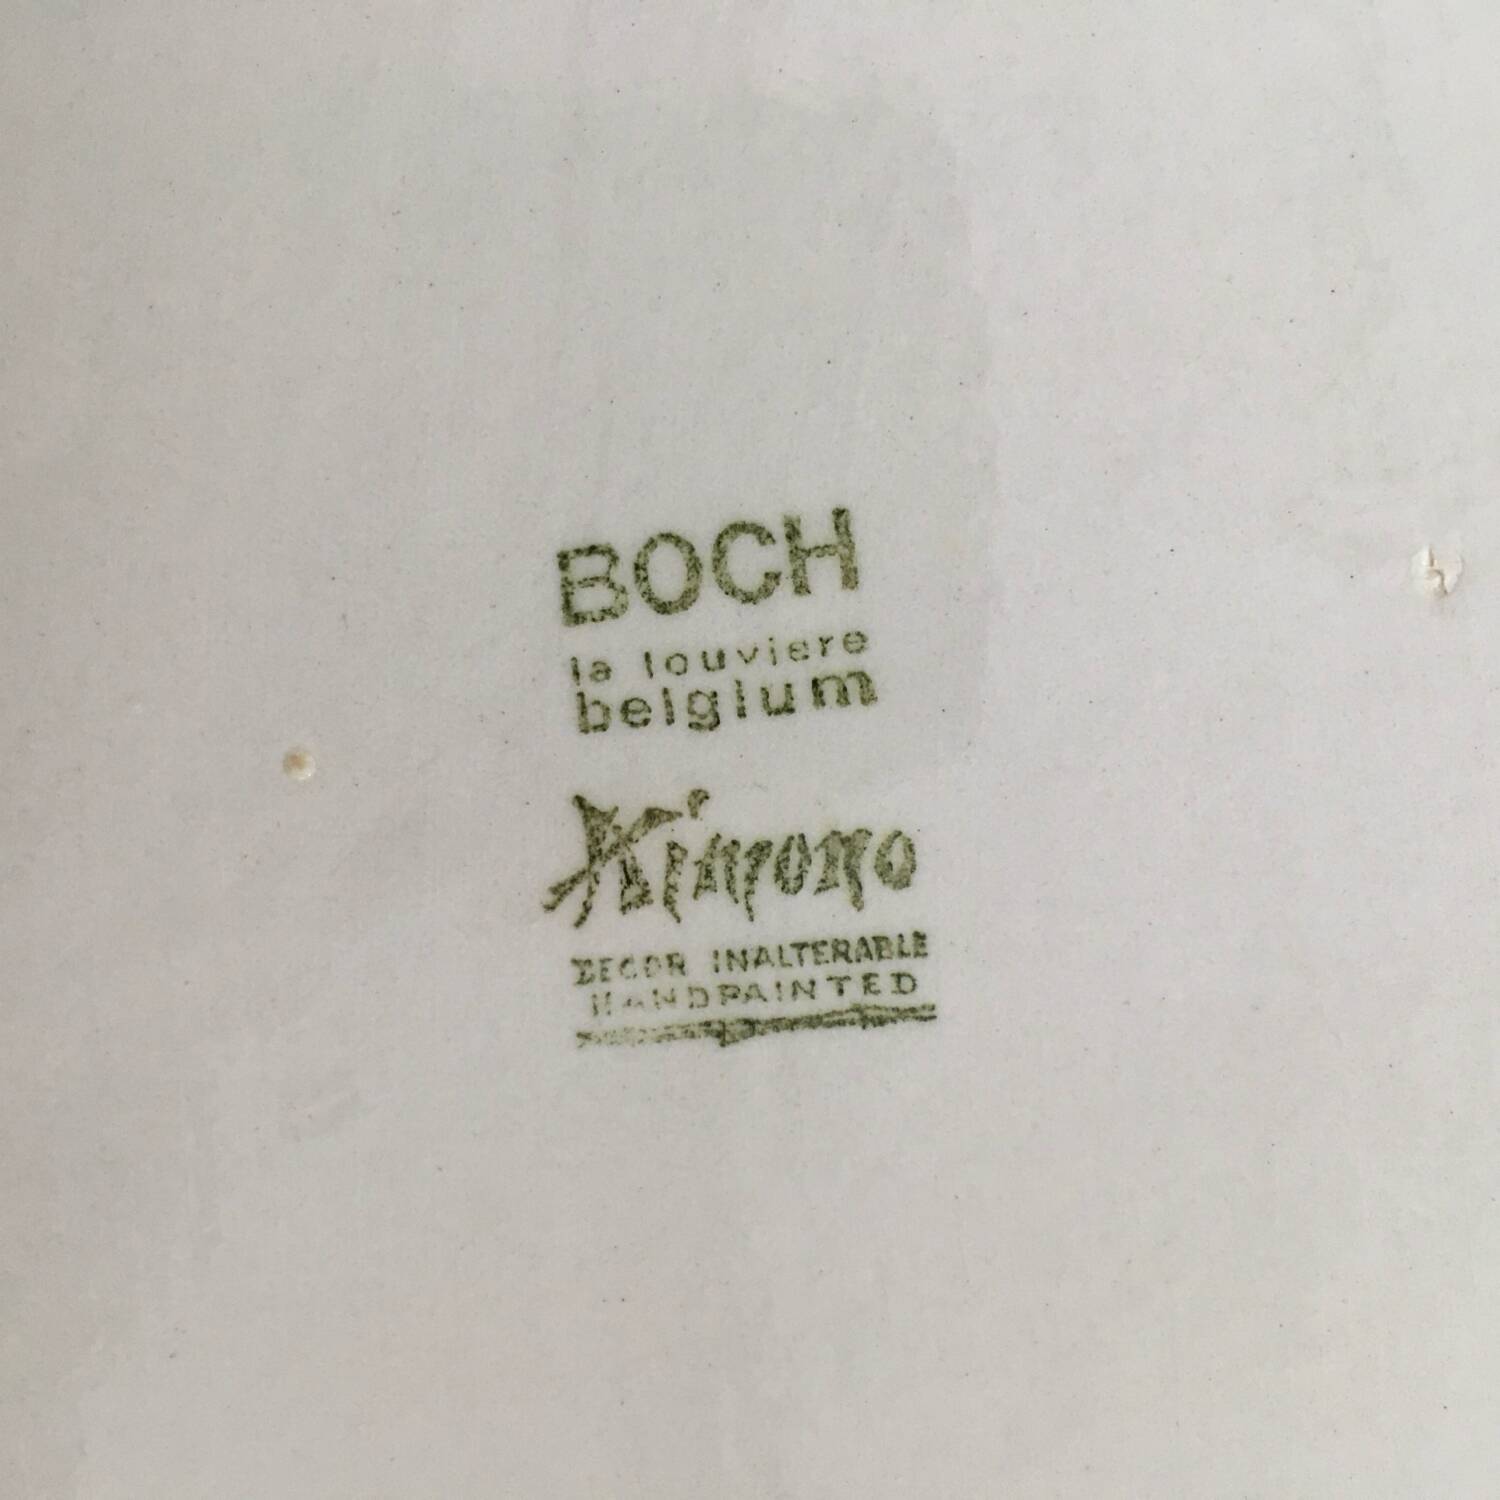 BOCH
la louviere
belgium
Kimono
DECOR INALTERABLE
HANDPAINTED